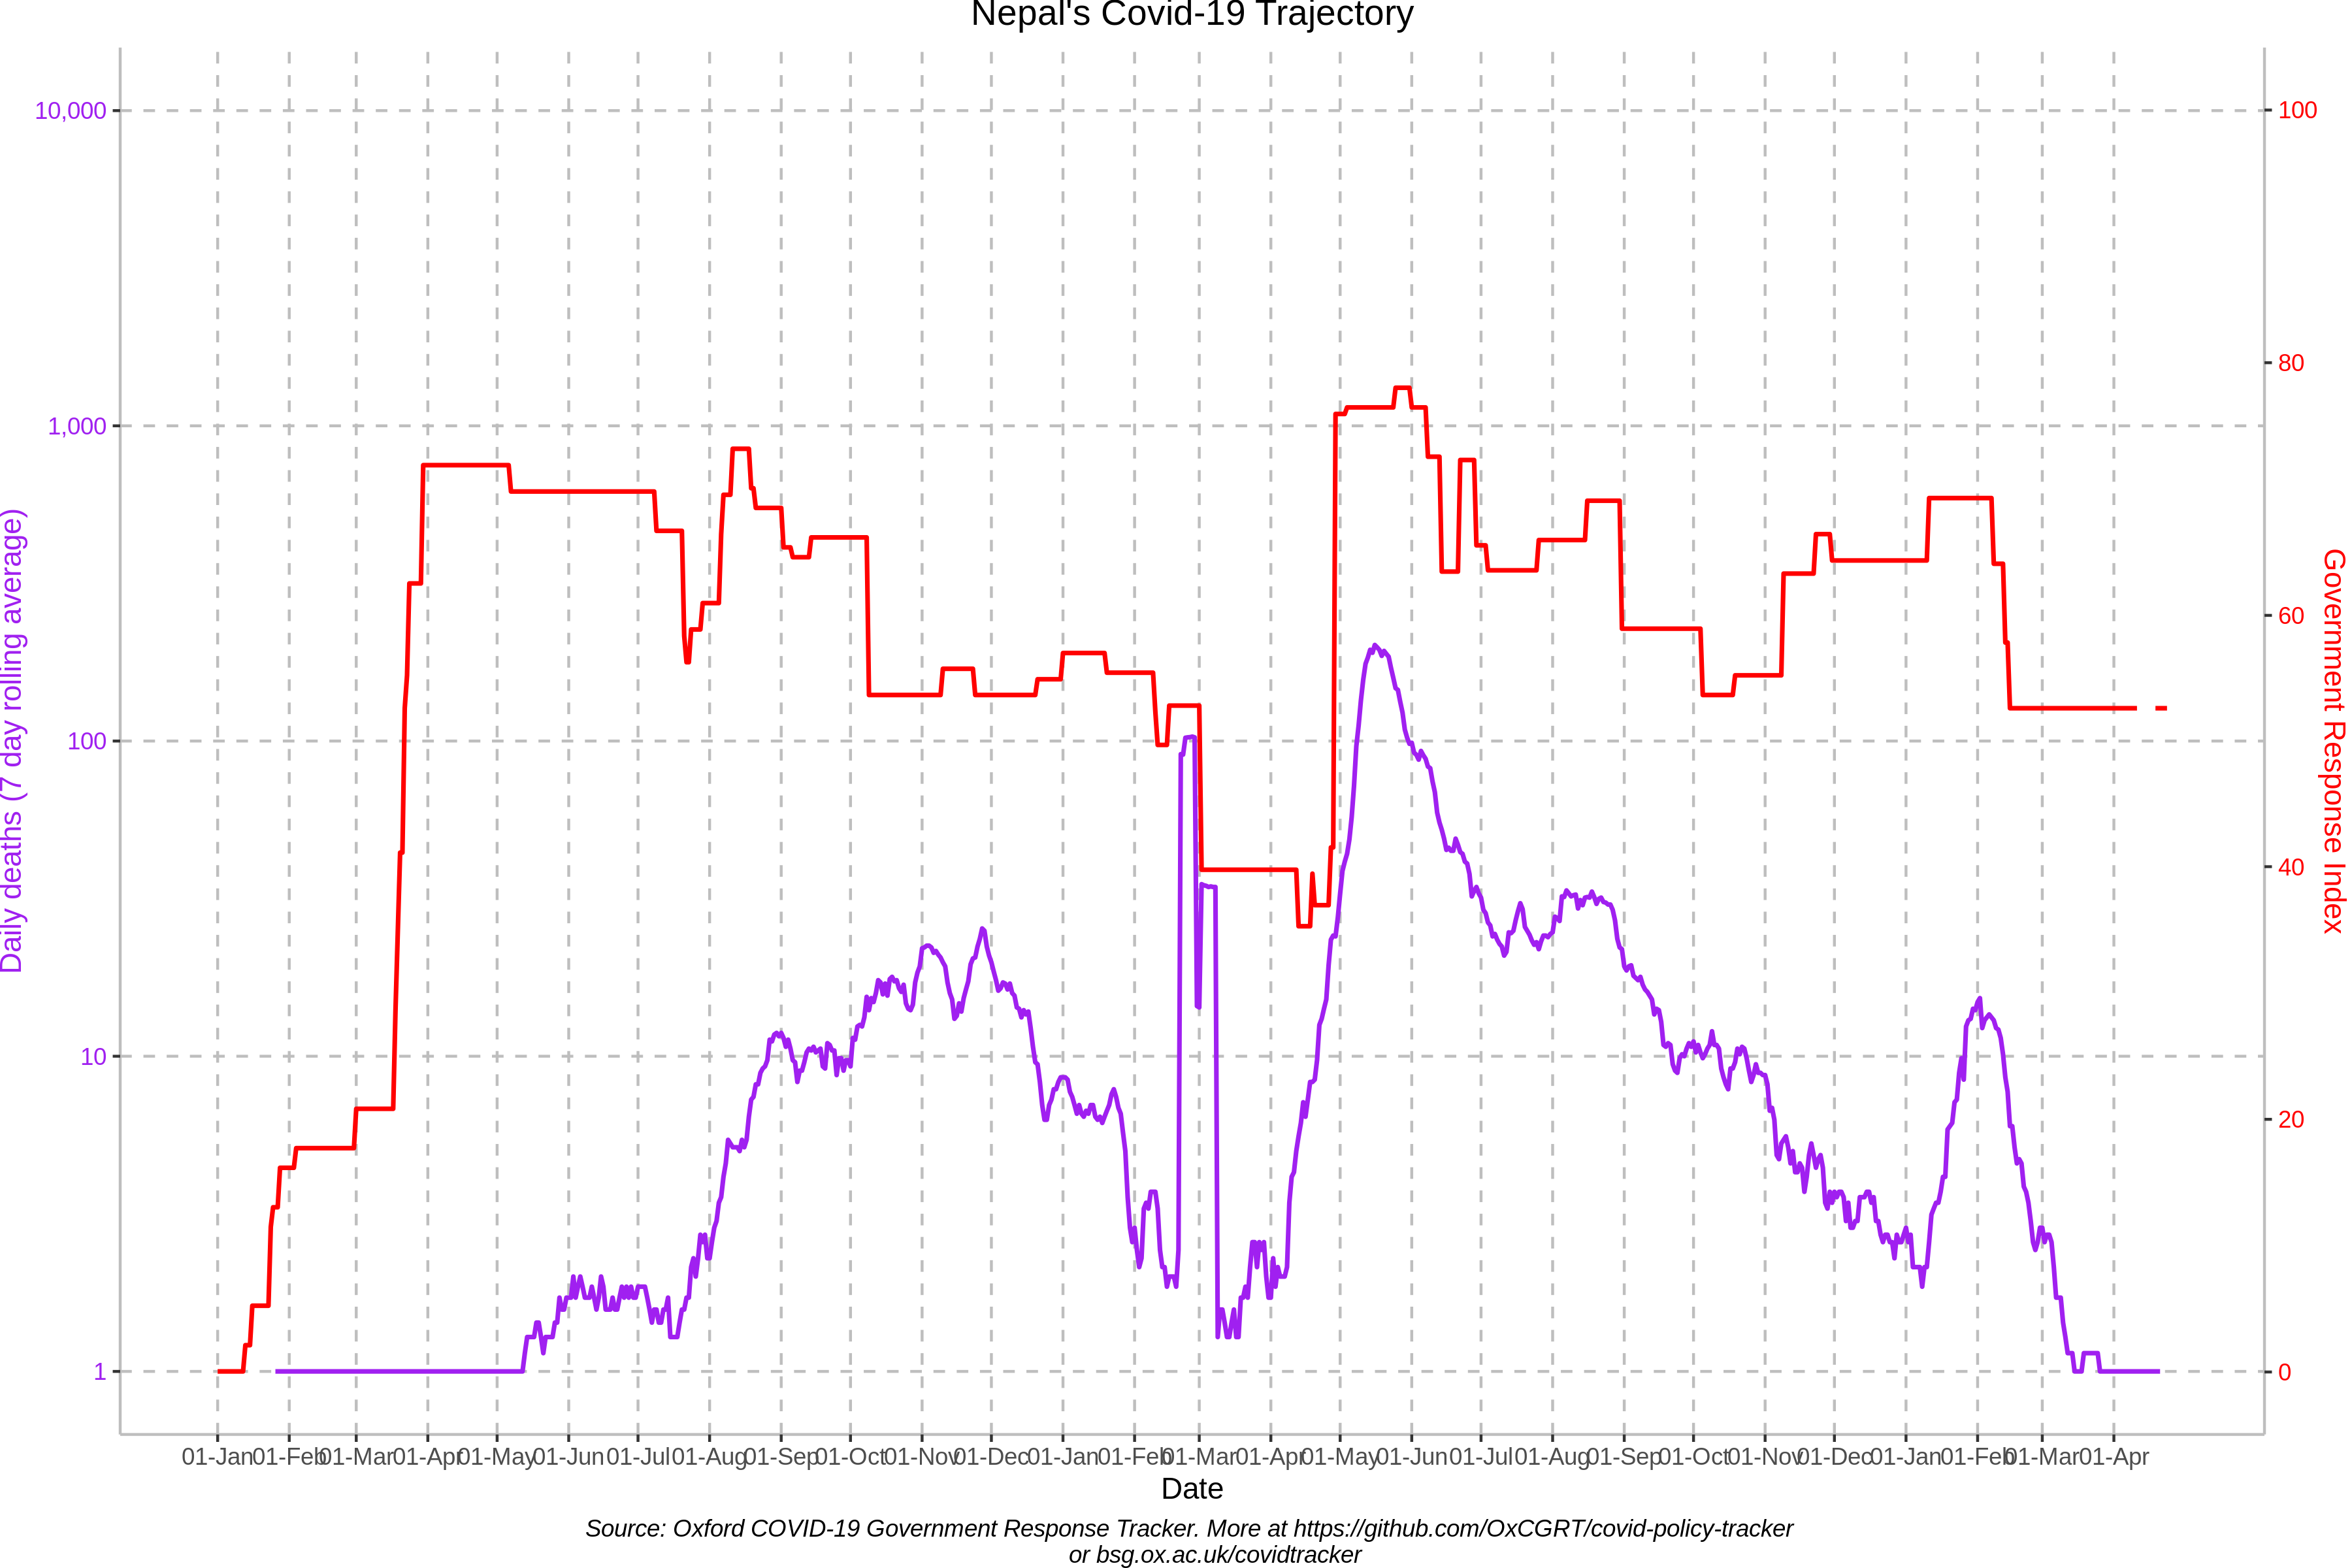 Nepal's Covid-19 Trajectory
10,000
1,000
100
10
1
Daily deaths (7 day rolling average)
100
80
60
40
20
0
Government Response Index
01-Jan 01-Feb 01-Mar 01-Apr 01-May 01-Jun 01-Jul 01-Aug 01-Sep 01-Oct 01-Nov 01-Dec 01-Jan 01-Feb 01-Mar 01-Apr 01-May 01-Jun 01-Jul 01-Aug 01-Sep 01-Oct 01-Nov 01-Dec 01-Jan 01-Feb 01-Mar 01-Apr
Date
Source: Oxford COVID-19 Government Response Tracker. More at https://github.com/OxCGRT/covid-policy-tracker
or bsg.ox.ac.uk/covidtracker